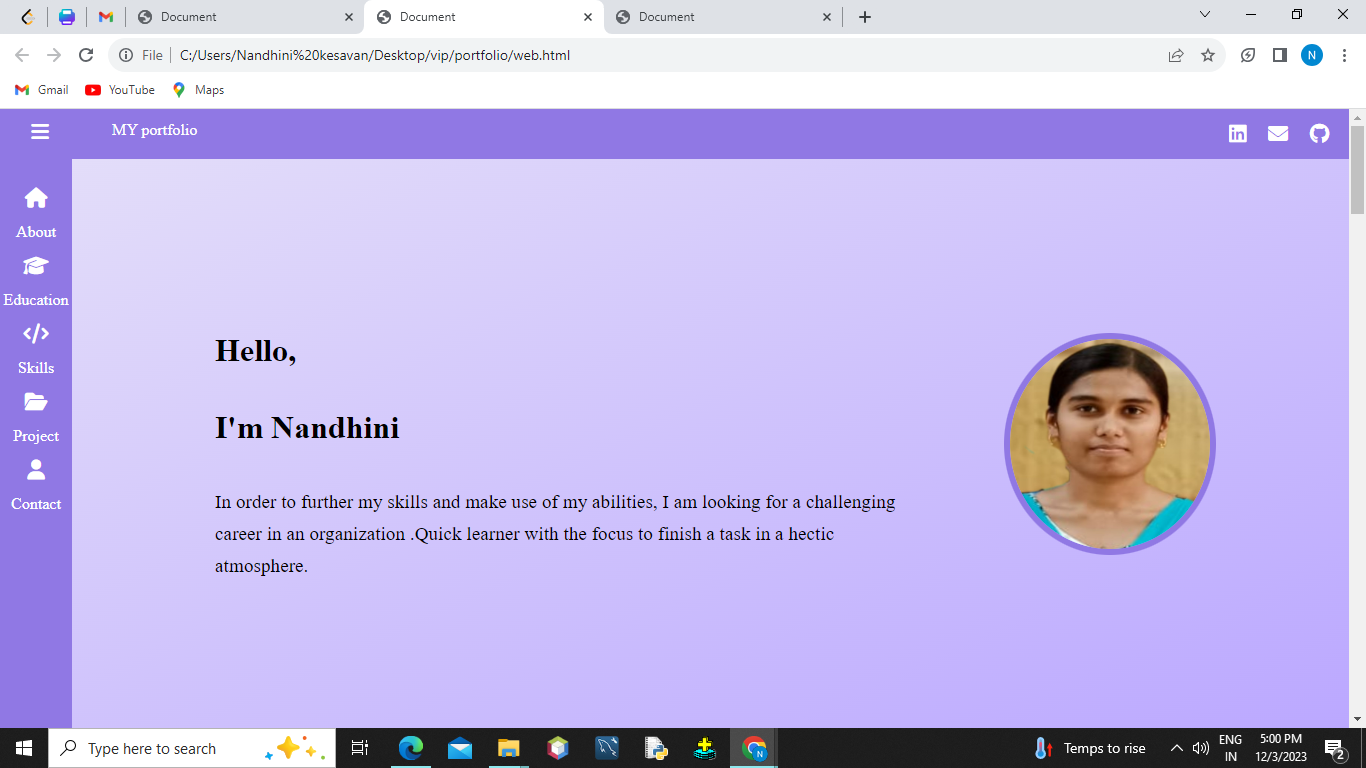 Document
Document
Document
File
C:/Users/Nandhini%20kesavan/Desktop/vip/portfolio/web.html
N
Gmail
YouTube
Maps
MY portfolio
in
About
Education
Skills
Project
Contact
Hello,
I'm Nandhini
In order to further my skills and make use of my abilities, I am looking for a challenging
career in an organization .Quick learner with the focus to finish a task in a hectic
atmosphere.
Type here to search
N
Temps to rise
ENG
IN
5:00 PM
12/3/2023
2